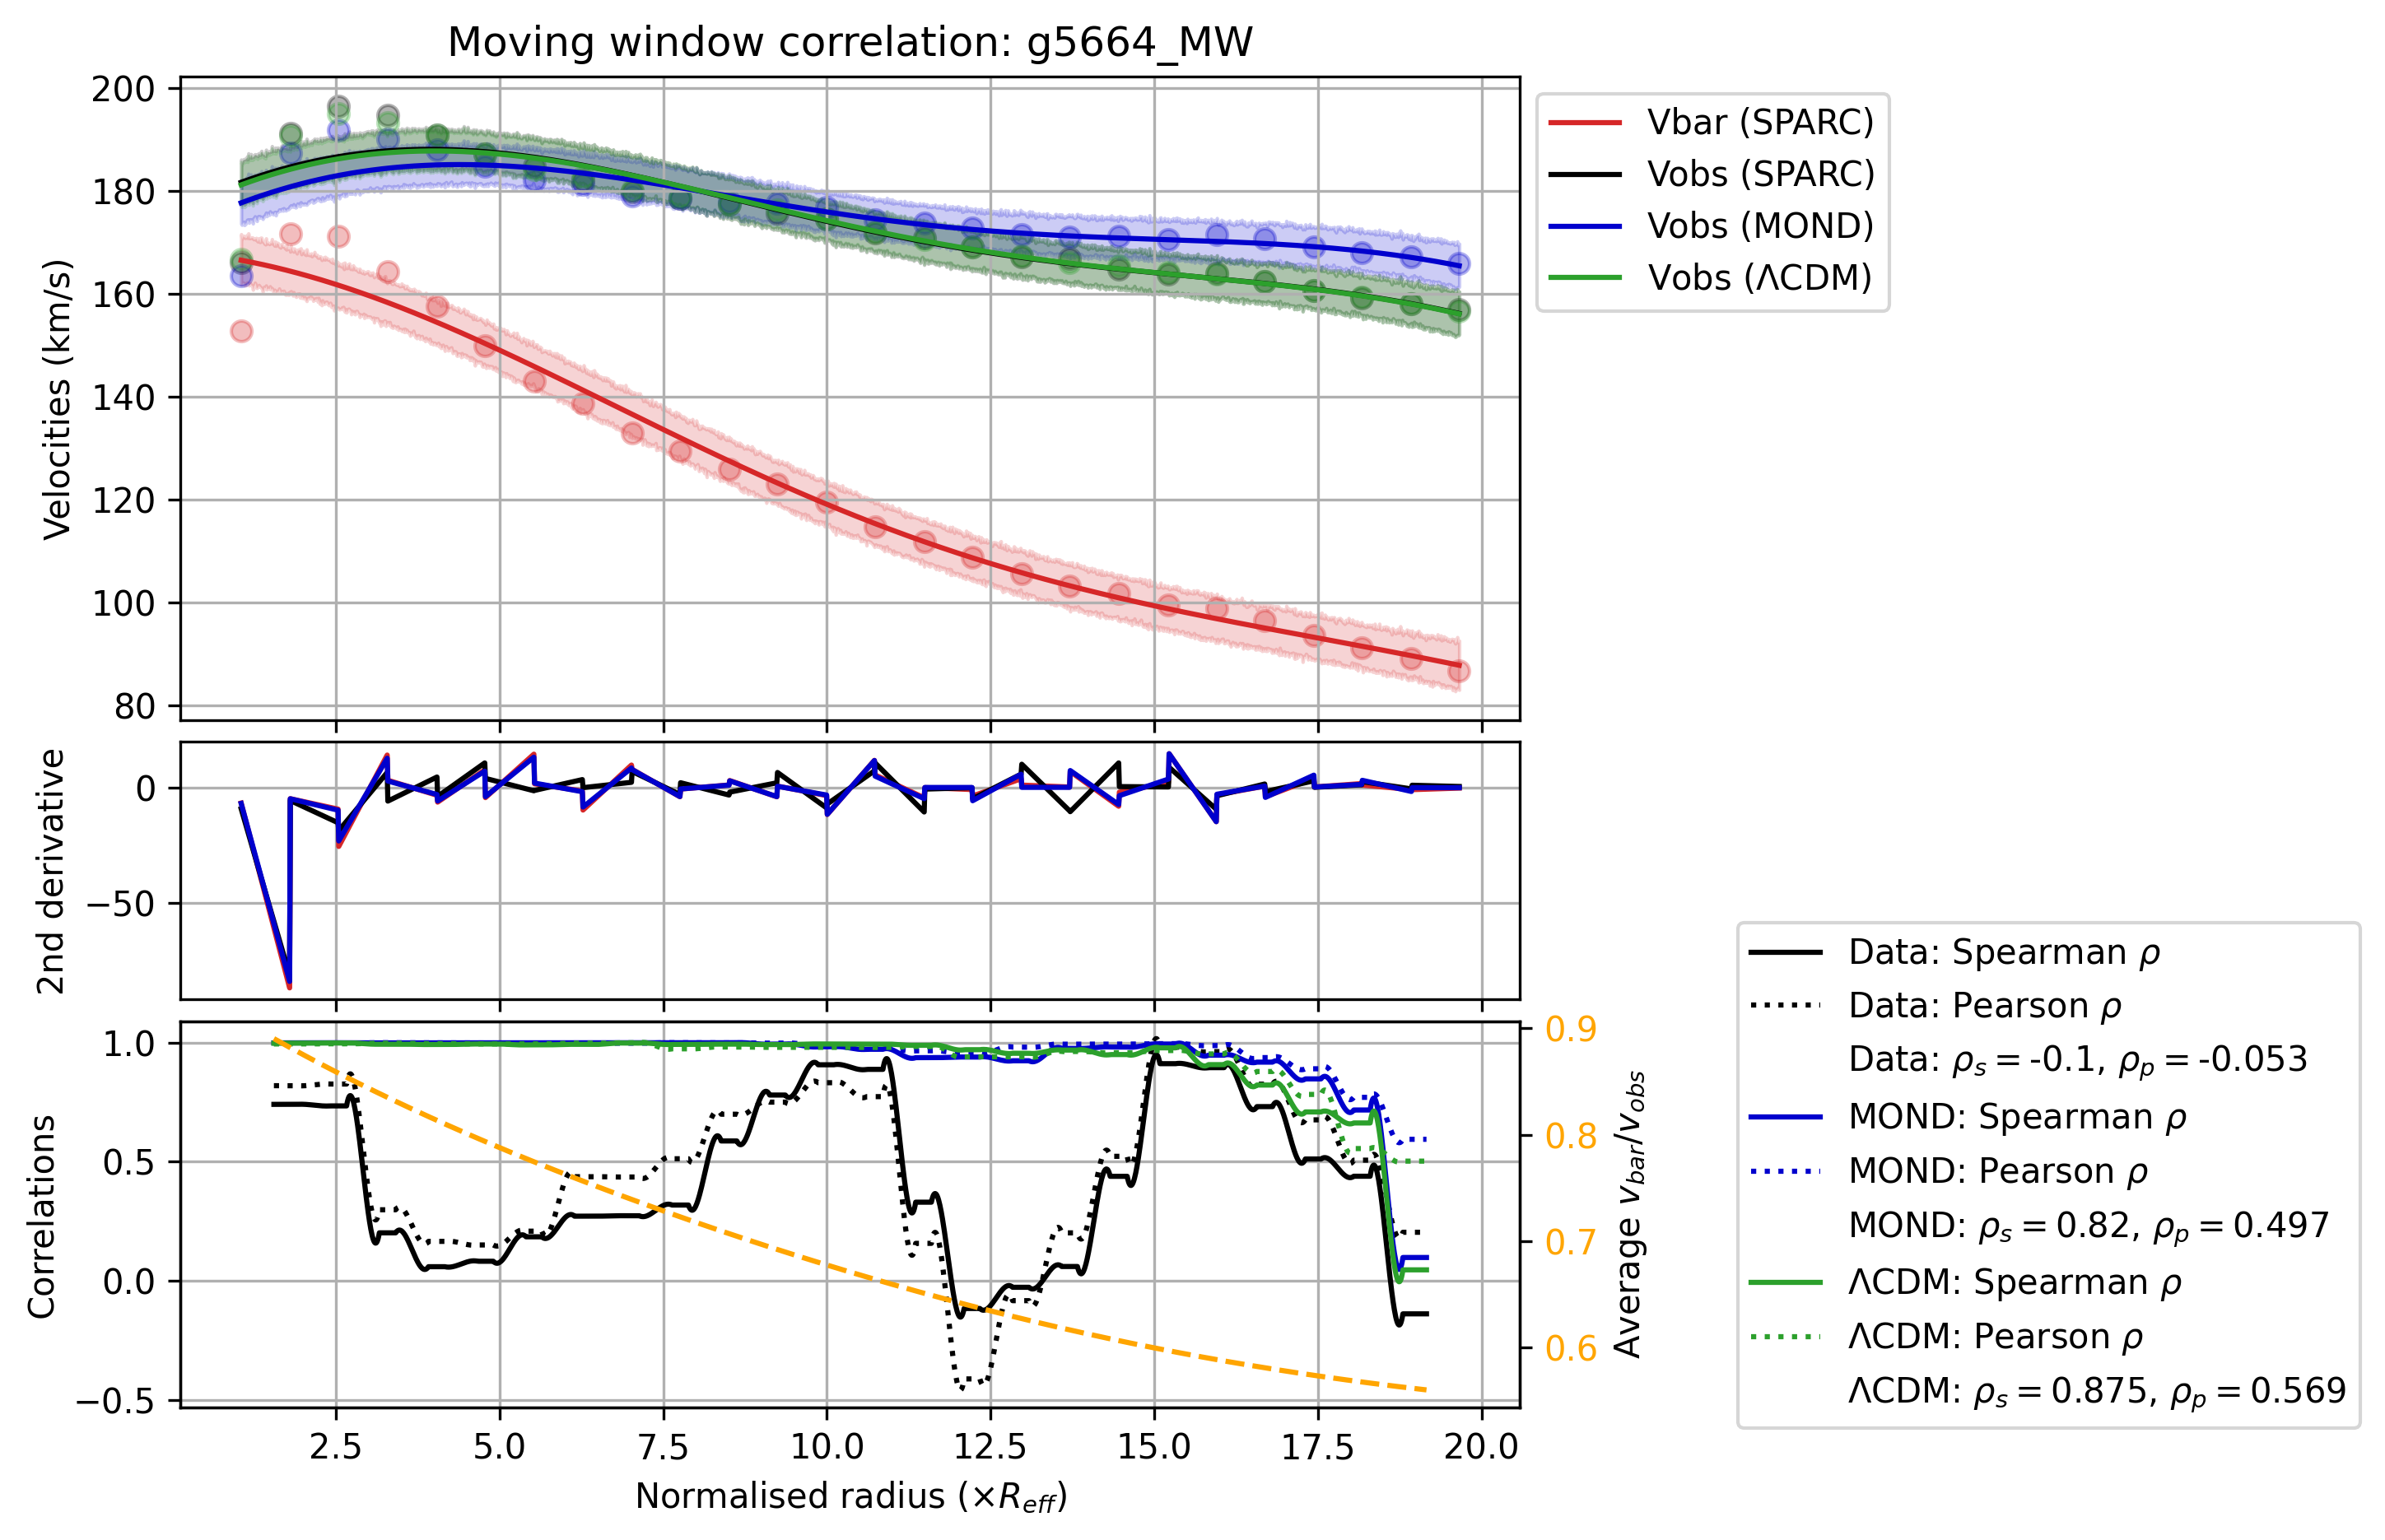 Moving window correlation: g5664_MW
200
180
160
140
120
100
80
Velocities (km/s)
Vbar (SPARC)
Vobs (SPARC)
Vobs (MOND)
Vobs (ΛCDM)
0
−50
2nd derivative
1.0
0.5
0.0
−0.5
Correlations
0.9
0.8
0.7
0.6
Average v_bar/v_obs
2.5 5.0 7.5 10.0 12.5 15.0 17.5 20.0
Normalised radius (×R_eff)
Data: Spearman ρ
Data: Pearson ρ
Data: ρ_s = -0.1, ρ_p = -0.053
MOND: Spearman ρ
MOND: Pearson ρ
MOND: ρ_s = 0.82, ρ_p = 0.497
ΛCDM: Spearman ρ
ΛCDM: Pearson ρ
ΛCDM: ρ_s = 0.875, ρ_p = 0.569